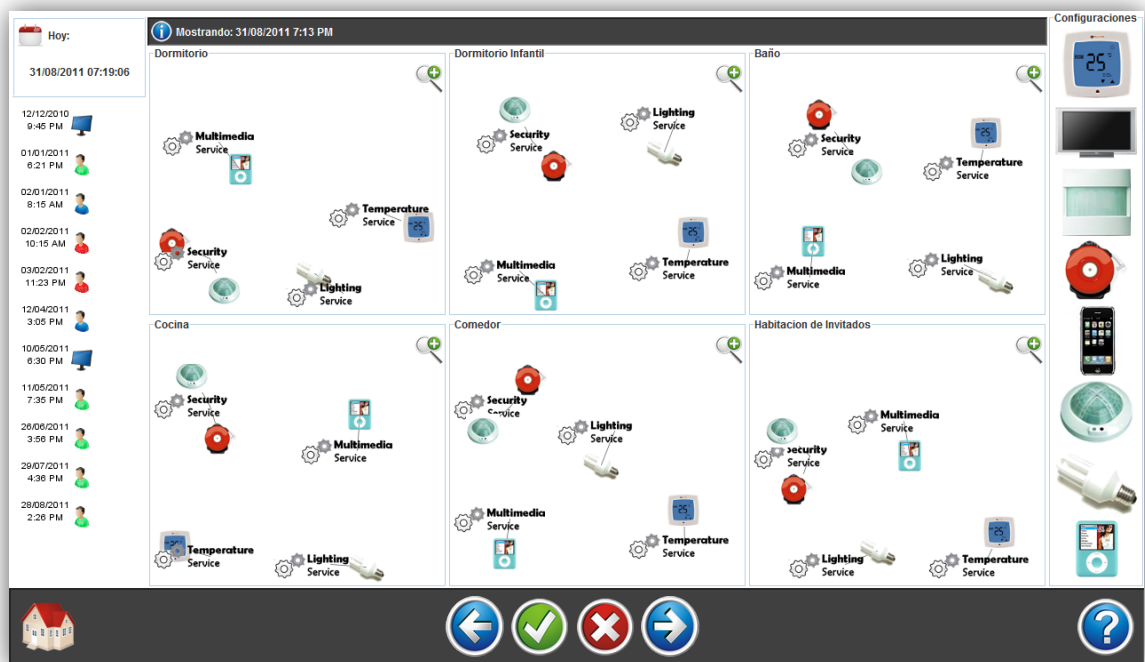 Hoy:
31/08/2011 07:19:06
12/12/2010
9:45 PM
01/01/2011
6:21 PM
02/01/2011
8:15 AM
02/02/2011
10:15 AM
03/02/2011
11:23 PM
12/04/2011
3:05 PM
10/05/2011
6:30 PM
11/05/2011
7:35 PM
26/06/2011
3:56 PM
29/07/2011
4:36 PM
28/08/2011
2:26 PM
Mostrando: 31/08/2011 7:13 PM
Dormitorio
Multimedia
Service
Temperature
Service
25
Security
Service
Lighting
Service
Dormitorio Infantil
Security
Service
Lighting
Service
25
Temperature
Service
Multimedia
Service
Baño
Security
Service
25
Temperature
Service
Multimedia
Service
Lighting
Service
Cocina
Security
Service
Multimedia
Service
Temperature
Service
Lighting
Service
Comedor
Security
Service
Lighting
Service
Multimedia
Service
25
Temperature
Service
Habitacion de Invitados
Multimedia
Service
Security
Service
25
Lighting
Service
Temperature
Service
Configuraciones
25